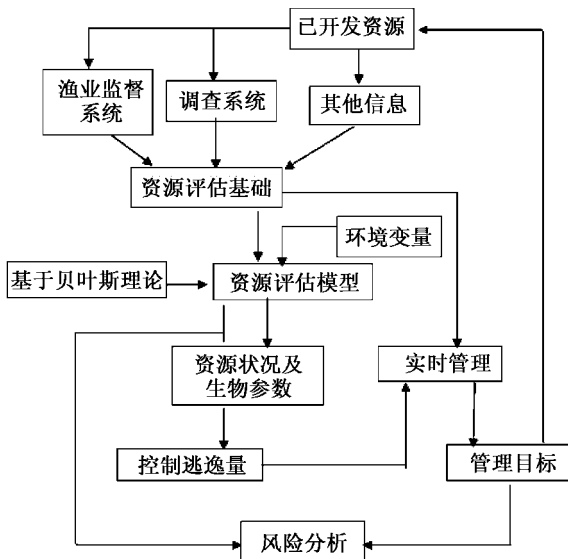 已开发资源
渔业监督
系统
调查系统
其他信息
资源评估基础
环境变量
基于贝叶斯理论
资源评估模型
资源状况及
生物参数
实时管理
控制逃逸量
管理目标
风险分析